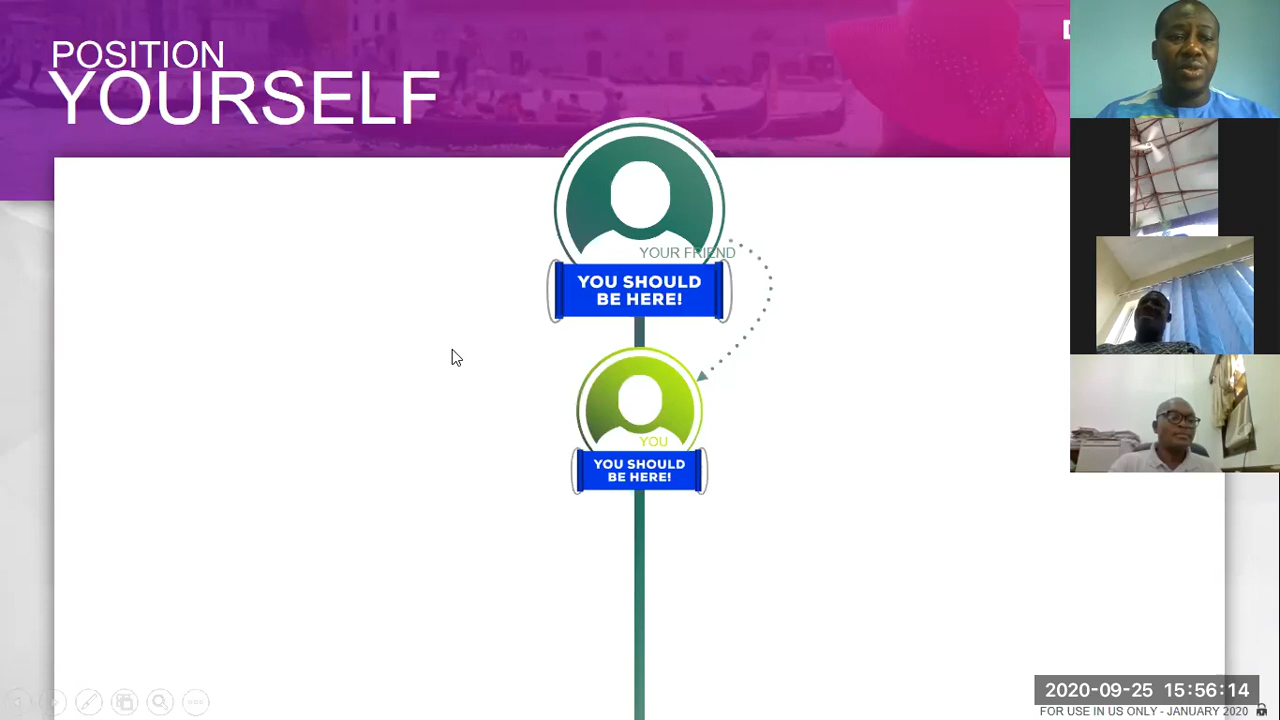 POSITION
YOURSELF
YOUR FRIEND
YOU SHOULD
BE HERE!
YOU
YOU SHOULD
BE HERE!
2020-09-25 15:56:14
FOR USE IN US ONLY - JANUARY 2020